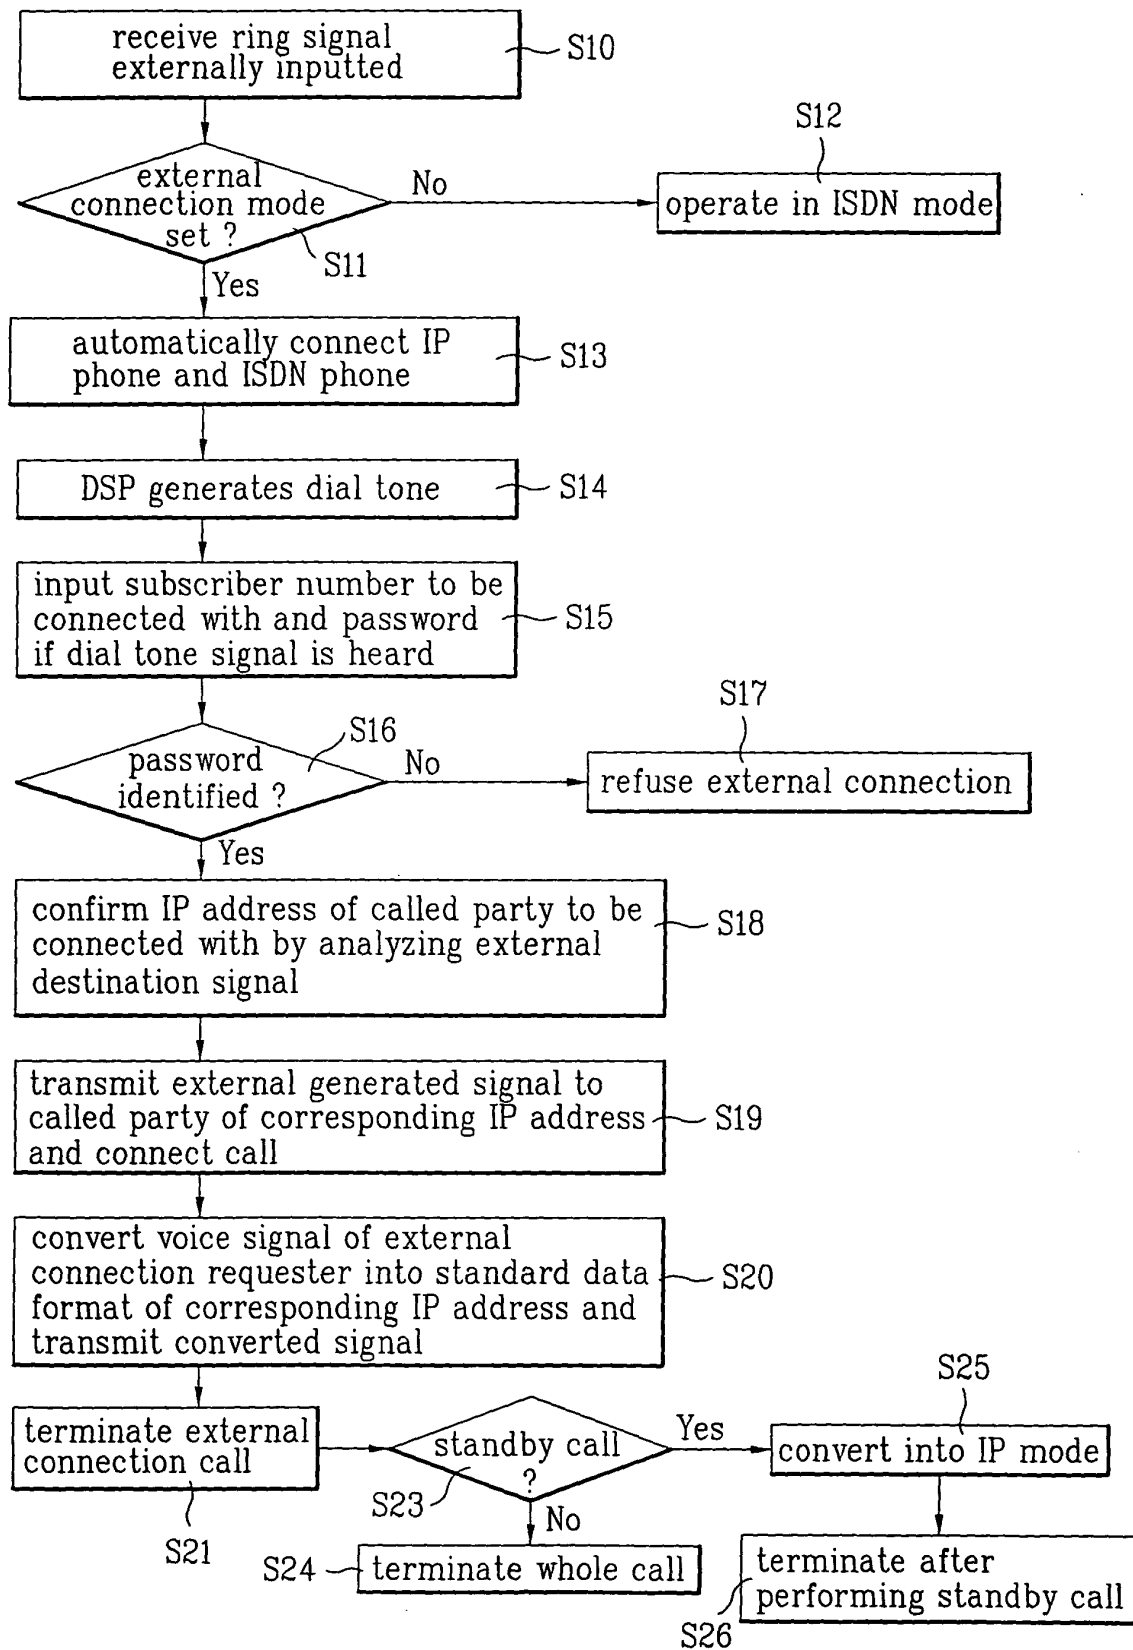 receive ring signal
externally inputted
S10
S12
external
connection mode
set ?
No
operate in ISDN mode
S11
Yes
automatically connect IP
phone and ISDN phone
S13
DSP generates dial tone
S14
input subscriber number to be
connected with and password
if dial tone signal is heard
S15
S17
S16
password
identified ?
No
refuse external connection
Yes
confirm IP address of called party to be
connected with by analyzing external
destination signal
S18
transmit external generated signal to
called party of corresponding IP address
and connect call
S19
convert voice signal of external
connection requester into standard data
format of corresponding IP address and
transmit converted signal
S20
S25
terminate external
connection call
standby call
?
Yes
convert into IP mode
S23
No
S21
S24
terminate whole call
terminate after
performing standby call
S26